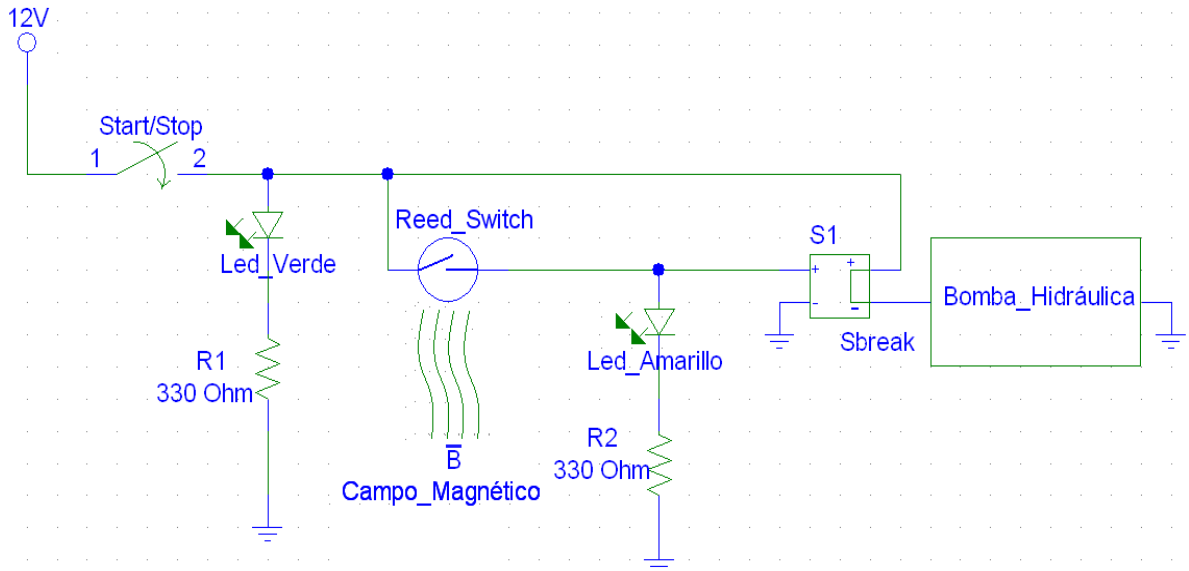 12V
Start/Stop
1 2
Reed_Switch
S1
+ + - -
Led_Verde
Bomba_Hidráulica
Sbreak
Led_Amarillo
R1
330 Ohm
R2
330 Ohm
B
Campo_Magnético